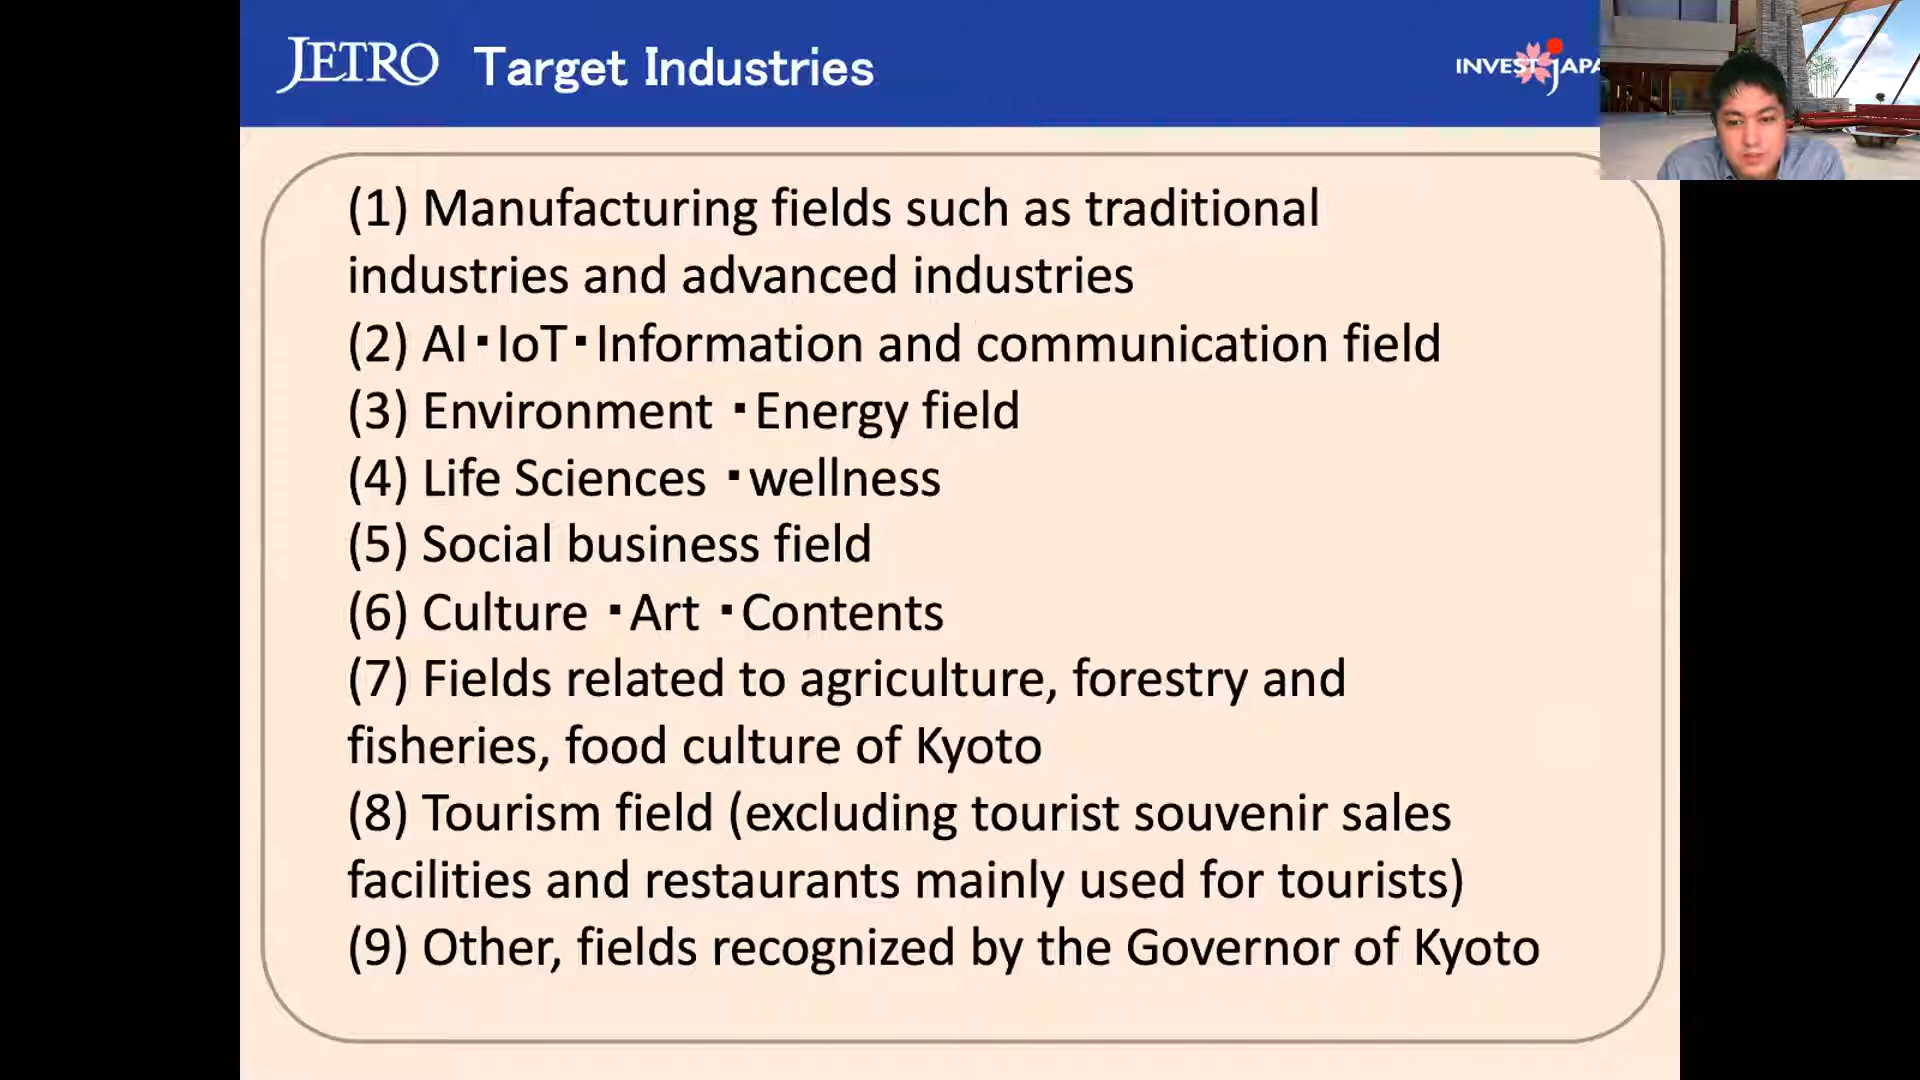 JETRO Target Industries
INVEST JAPA
(1) Manufacturing fields such as traditional
industries and advanced industries
(2) AI・IoT・Information and communication field
(3) Environment ・Energy field
(4) Life Sciences ・wellness
(5) Social business field
(6) Culture ・Art ・Contents
(7) Fields related to agriculture, forestry and
fisheries, food culture of Kyoto
(8) Tourism field (excluding tourist souvenir sales
facilities and restaurants mainly used for tourists)
(9) Other, fields recognized by the Governor of Kyoto